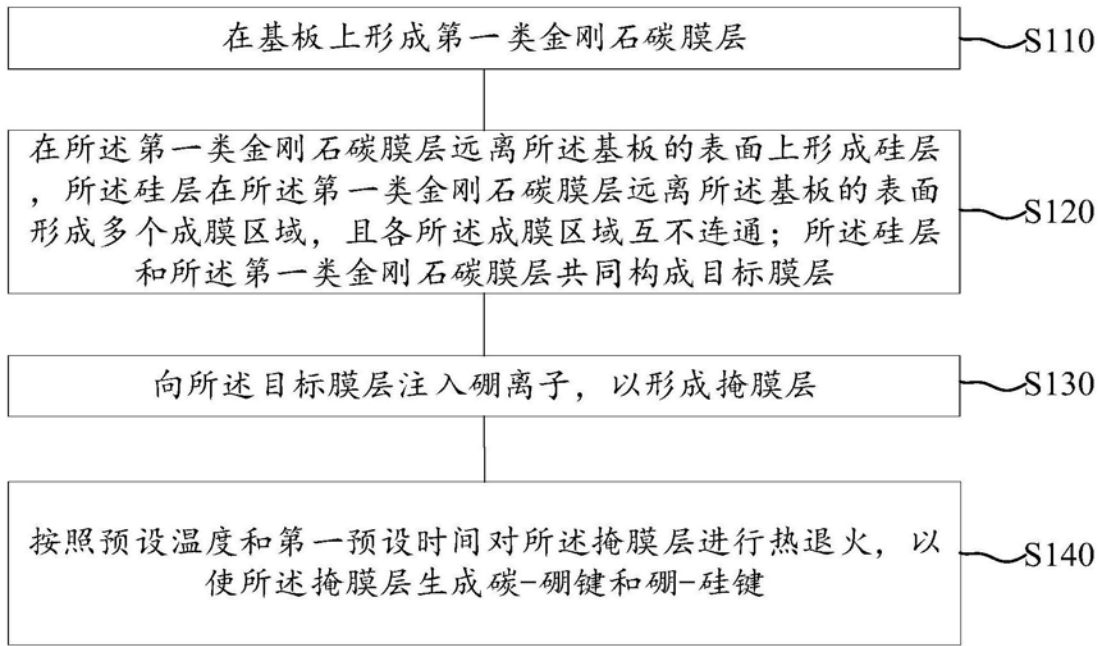 在基板上形成第一类金刚石碳膜层
S110
在所述第一类金刚石碳膜层远离所述基板的表面上形成硅层
，所述硅层在所述第一类金刚石碳膜层远离所述基板的表面
形成多个成膜区域，且各所述成膜区域互不连通；所述硅层
和所述第一类金刚石碳膜层共同构成目标膜层
S120
向所述目标膜层注入硼离子，以形成掩膜层
S130
按照预设温度和第一预设时间对所述掩膜层进行热退火，以
使所述掩膜层生成碳-硼键和硼-硅键
S140